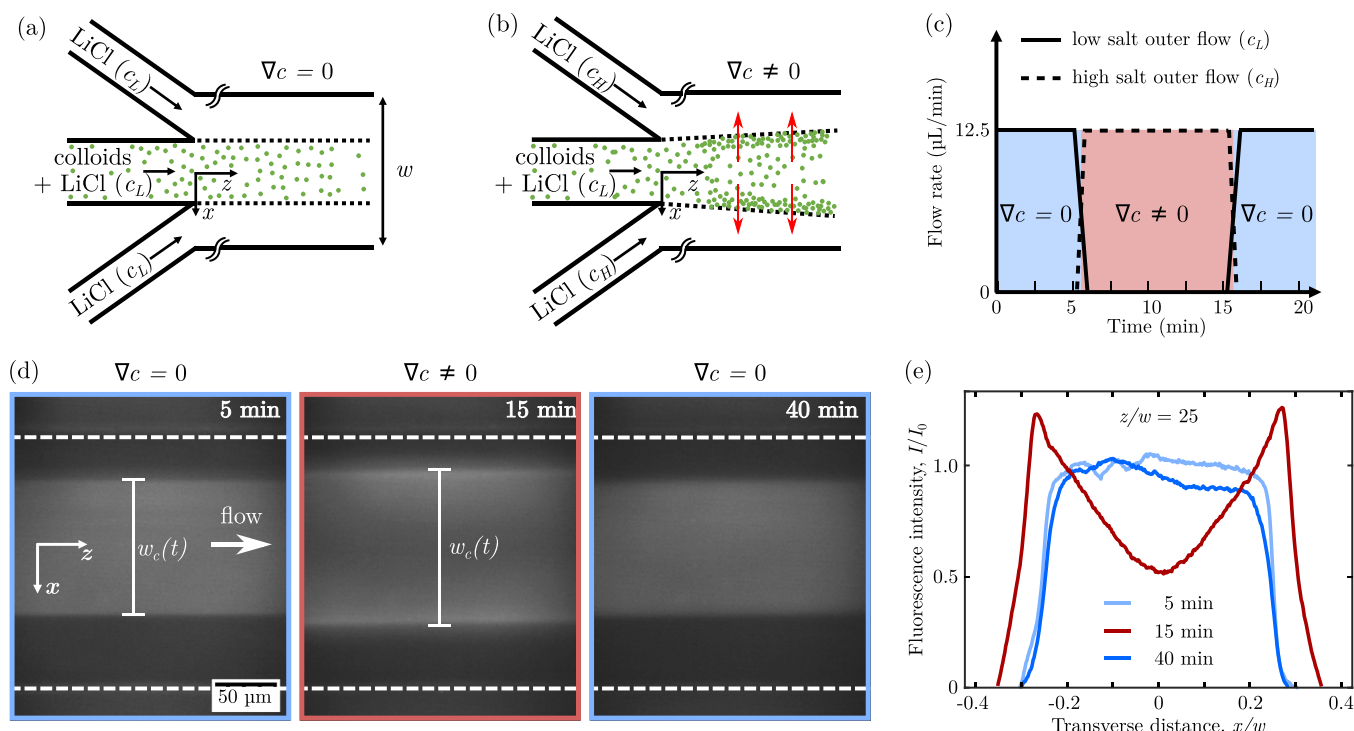 (a)
LiCl (c_L)
∇c = 0
colloids
+ LiCl (c_L)
z
x
w
LiCl (c_L)
(b)
LiCl (c_H)
∇c ≠ 0
colloids
+ LiCl (c_L)
z
x
LiCl (c_H)
(c)
low salt outer flow (c_L)
high salt outer flow (c_H)
Flow rate (μL/min)
12.5
0
∇c = 0
∇c ≠ 0
∇c = 0
0 5 10 15 20
Time (min)
(d)
∇c = 0
∇c ≠ 0
∇c = 0
5 min
15 min
40 min
flow
w_c(t)
z
x
50 μm
w_c(t)
(e)
z/w = 25
Fluorescence intensity, I/I_0
1.0
0.5
0
5 min
15 min
40 min
-0.4 -0.2 0 0.2 0.4
Transverse distance, x/w